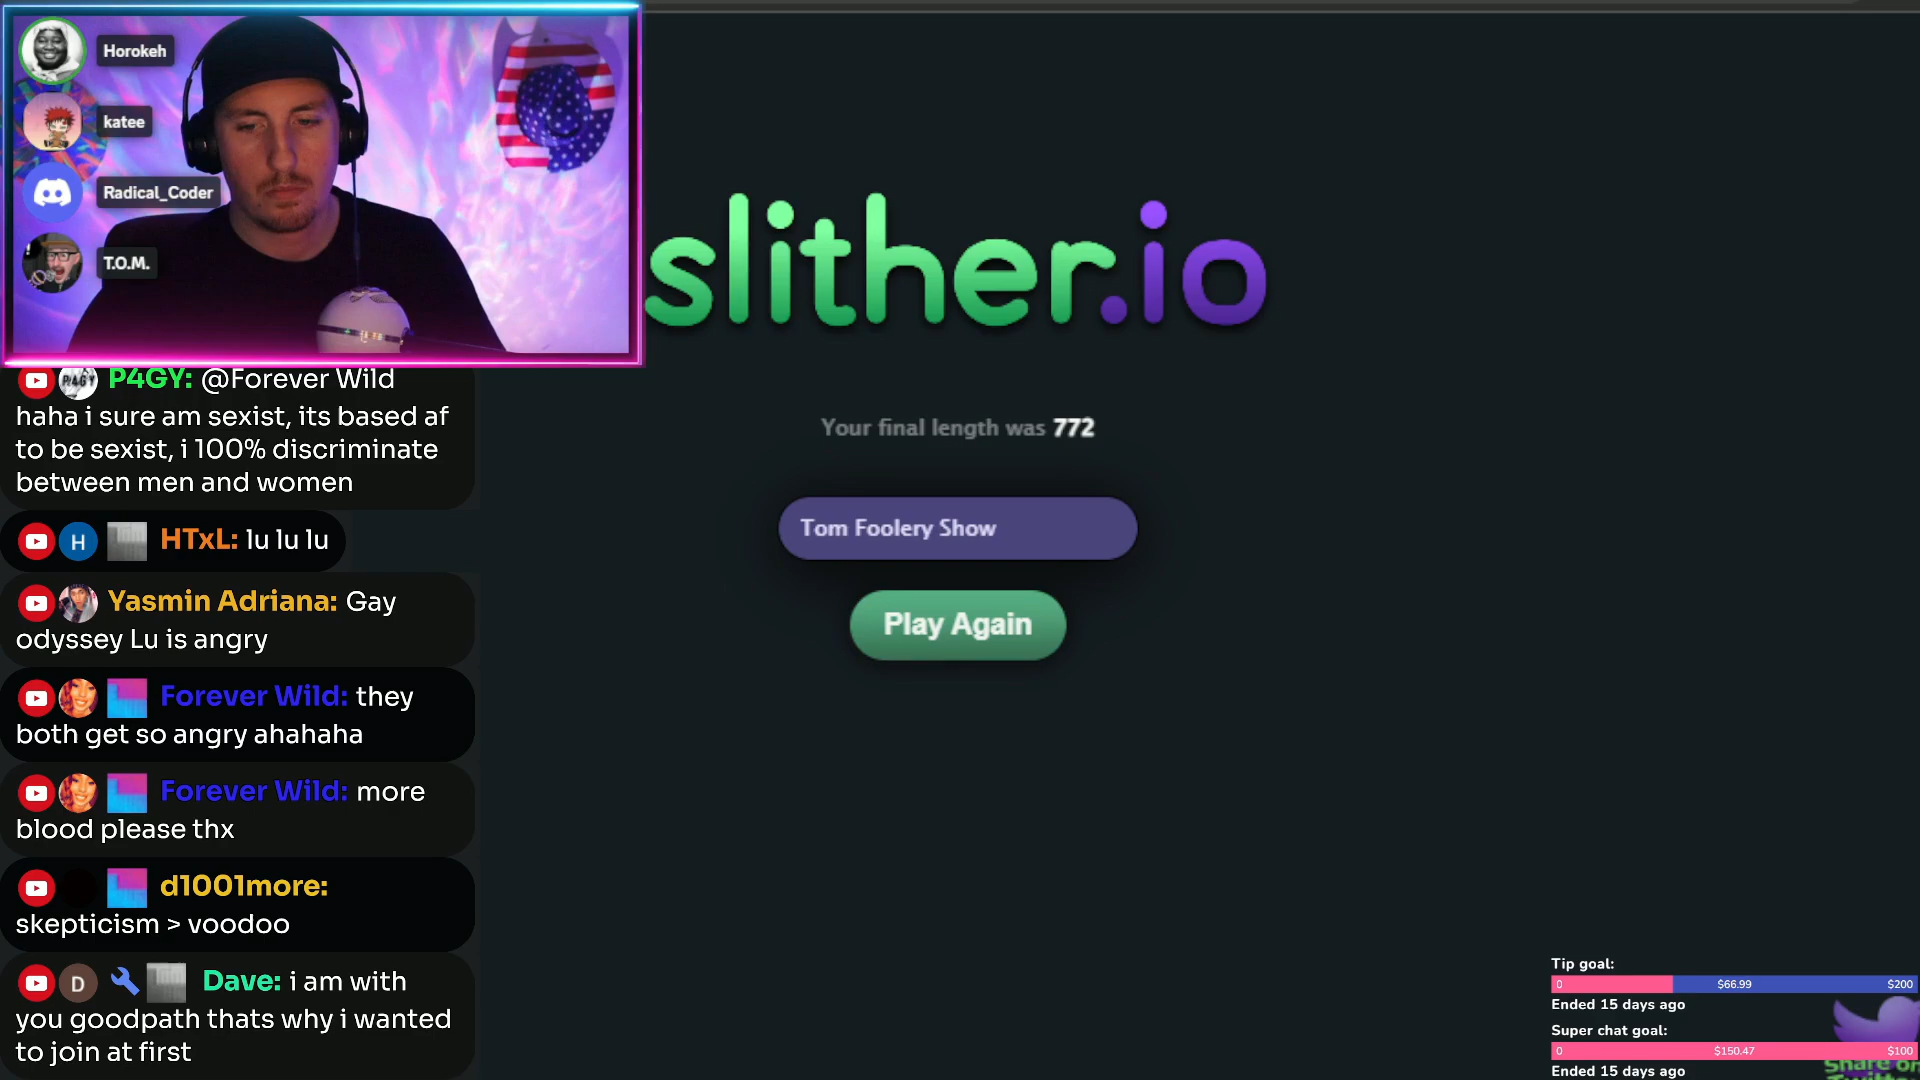 Horokeh
katee
Radical_Coder
T.O.M.
slither.io
Your final length was 772
Tom Foolery Show
Play Again
P4GY: @Forever Wild
haha i sure am sexist, its based af
to be sexist, i 100% discriminate
between men and women
H HTxL: lu lu lu
Yasmin Adriana: Gay
odyssey Lu is angry
Forever Wild: they
both get so angry ahahaha
Forever Wild: more
blood please thx
d1001more:
skepticism > voodoo
D Dave: i am with
you goodpath thats why i wanted
to join at first
Tip goal:
0 $66.99 $200
Ended 15 days ago
Super chat goal:
0 $150.47 $100
Ended 15 days ago
Share on